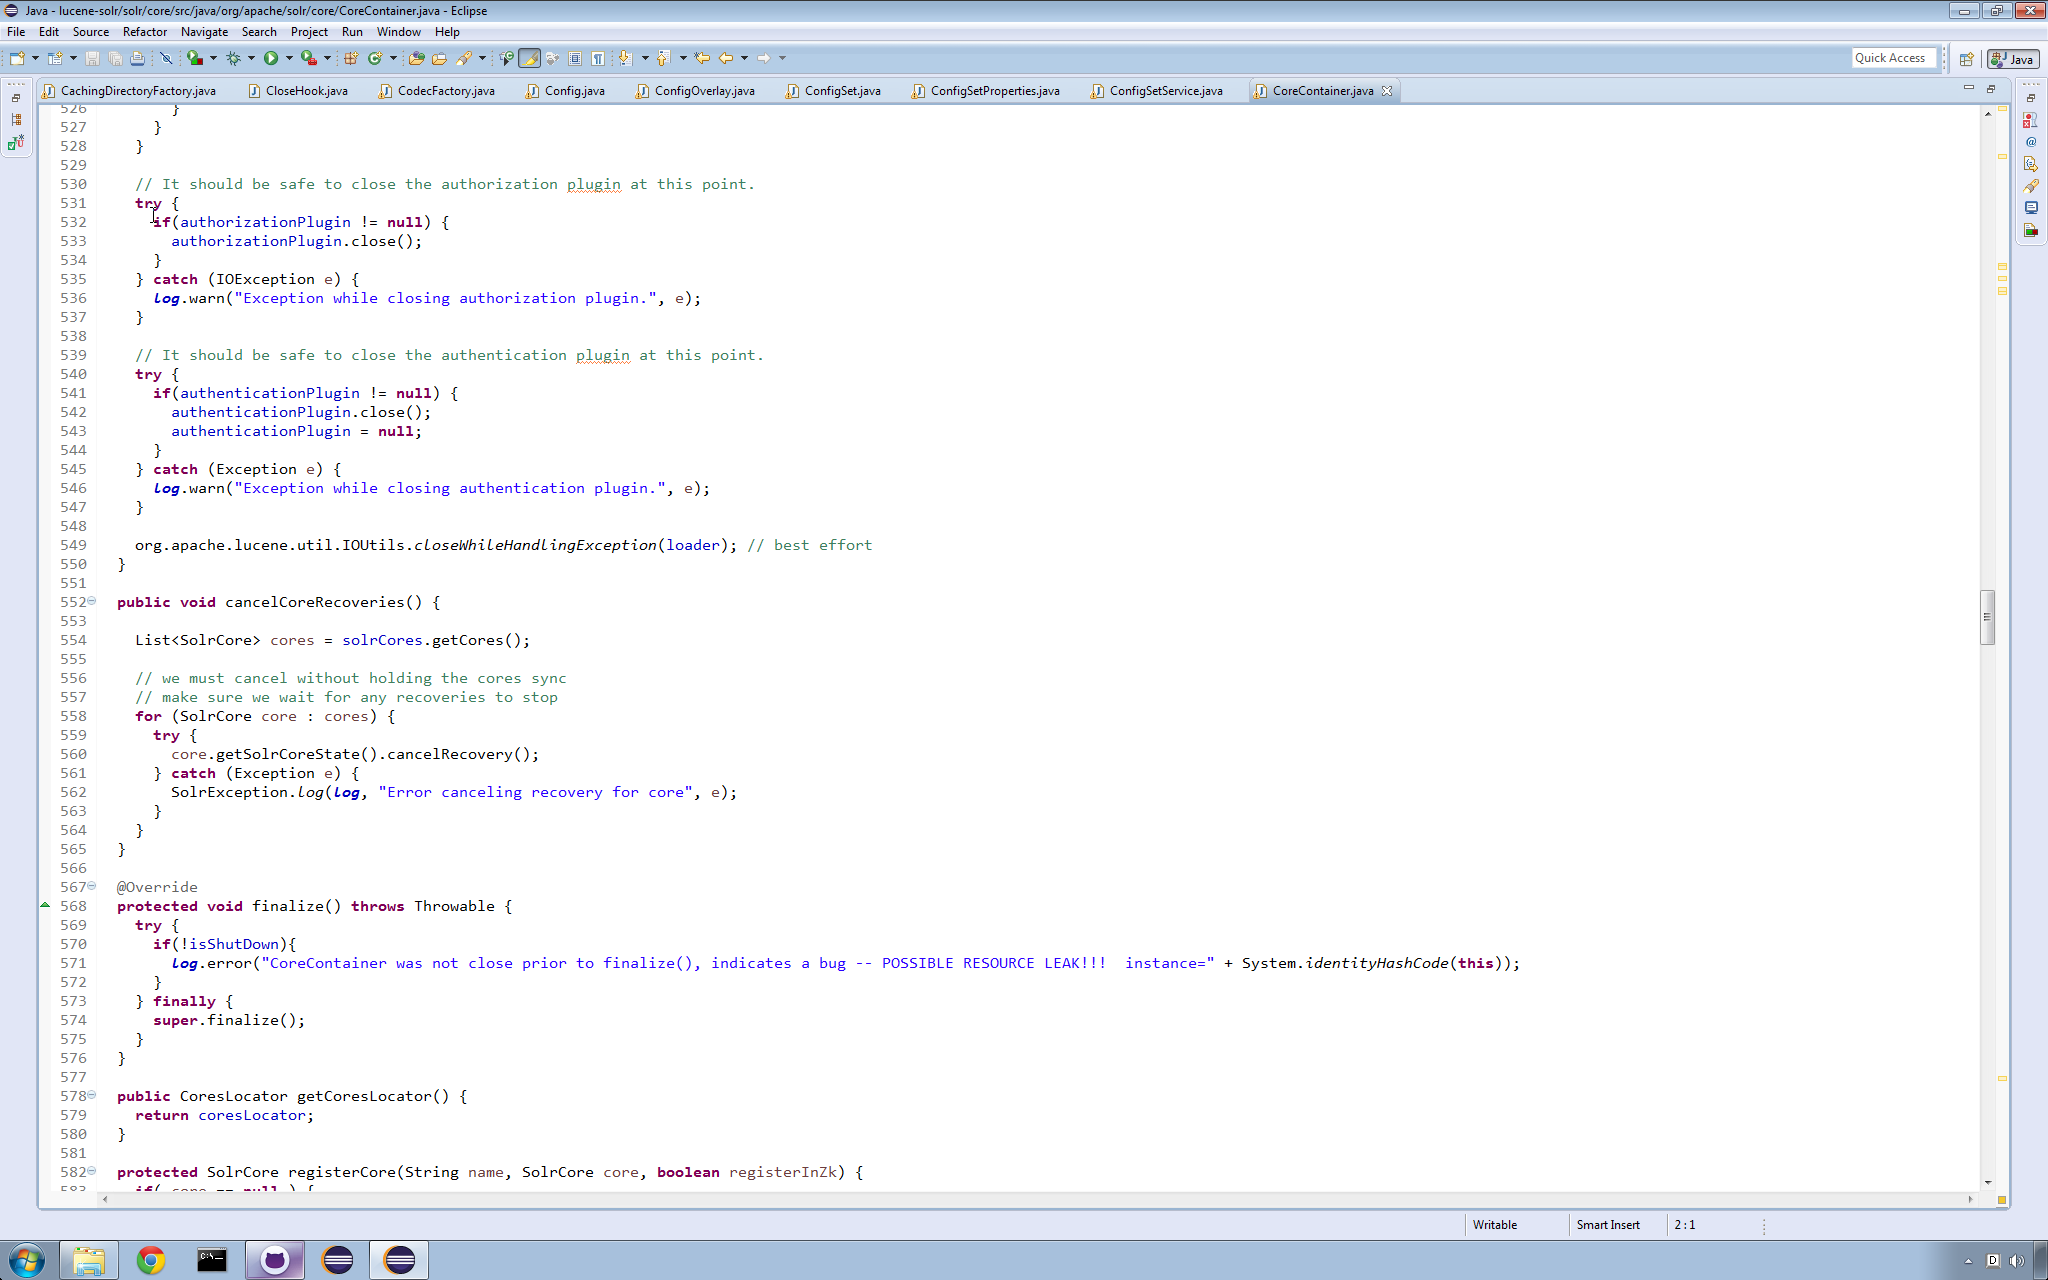 Java - lucene-solr/solr/core/src/java/org/apache/solr/core/CoreContainer.java - Eclipse
File Edit Source Refactor Navigate Search Project Run Window Help
Quick Access Java
CachingDirectoryFactory.java CloseHook.java CodecFactory.java Config.java ConfigOverlay.java ConfigSet.java ConfigSetProperties.java ConfigSetService.java CoreContainer.java
526 }
527 }
528 }
529
530 // It should be safe to close the authorization plugin at this point.
531 try {
532 if(authorizationPlugin != null) {
533 authorizationPlugin.close();
534 }
535 } catch (IOException e) {
536 log.warn("Exception while closing authorization plugin.", e);
537 }
538
539 // It should be safe to close the authentication plugin at this point.
540 try {
541 if(authenticationPlugin != null) {
542 authenticationPlugin.close();
543 authenticationPlugin = null;
544 }
545 } catch (Exception e) {
546 log.warn("Exception while closing authentication plugin.", e);
547 }
548
549 org.apache.lucene.util.IOUtils.closeWhileHandlingException(loader); // best effort
550 }
551
552 public void cancelCoreRecoveries() {
553
554 List<SolrCore> cores = solrCores.getCores();
555
556 // we must cancel without holding the cores sync
557 // make sure we wait for any recoveries to stop
558 for (SolrCore core : cores) {
559 try {
560 core.getSolrCoreState().cancelRecovery();
561 } catch (Exception e) {
562 SolrException.log(log, "Error canceling recovery for core", e);
563 }
564 }
565 }
566
567 @Override
568 protected void finalize() throws Throwable {
569 try {
570 if(!isShutDown){
571 log.error("CoreContainer was not close prior to finalize(), indicates a bug -- POSSIBLE RESOURCE LEAK!!!  instance=" + System.identityHashCode(this));
572 }
573 } finally {
574 super.finalize();
575 }
576 }
577
578 public CoresLocator getCoresLocator() {
579 return coresLocator;
580 }
581
582 protected SolrCore registerCore(String name, SolrCore core, boolean registerInZk) {
583 if( core == null ) {
Writable Smart Insert 2 : 1